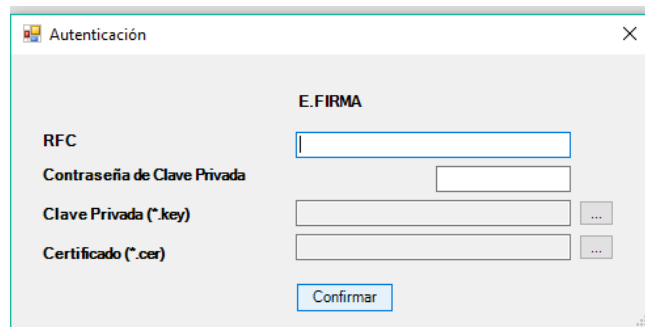 Autenticación
E.FIRMA
RFC
Contraseña de Clave Privada
Clave Privada (*.key)
...
Certificado (*.cer)
...
Confirmar